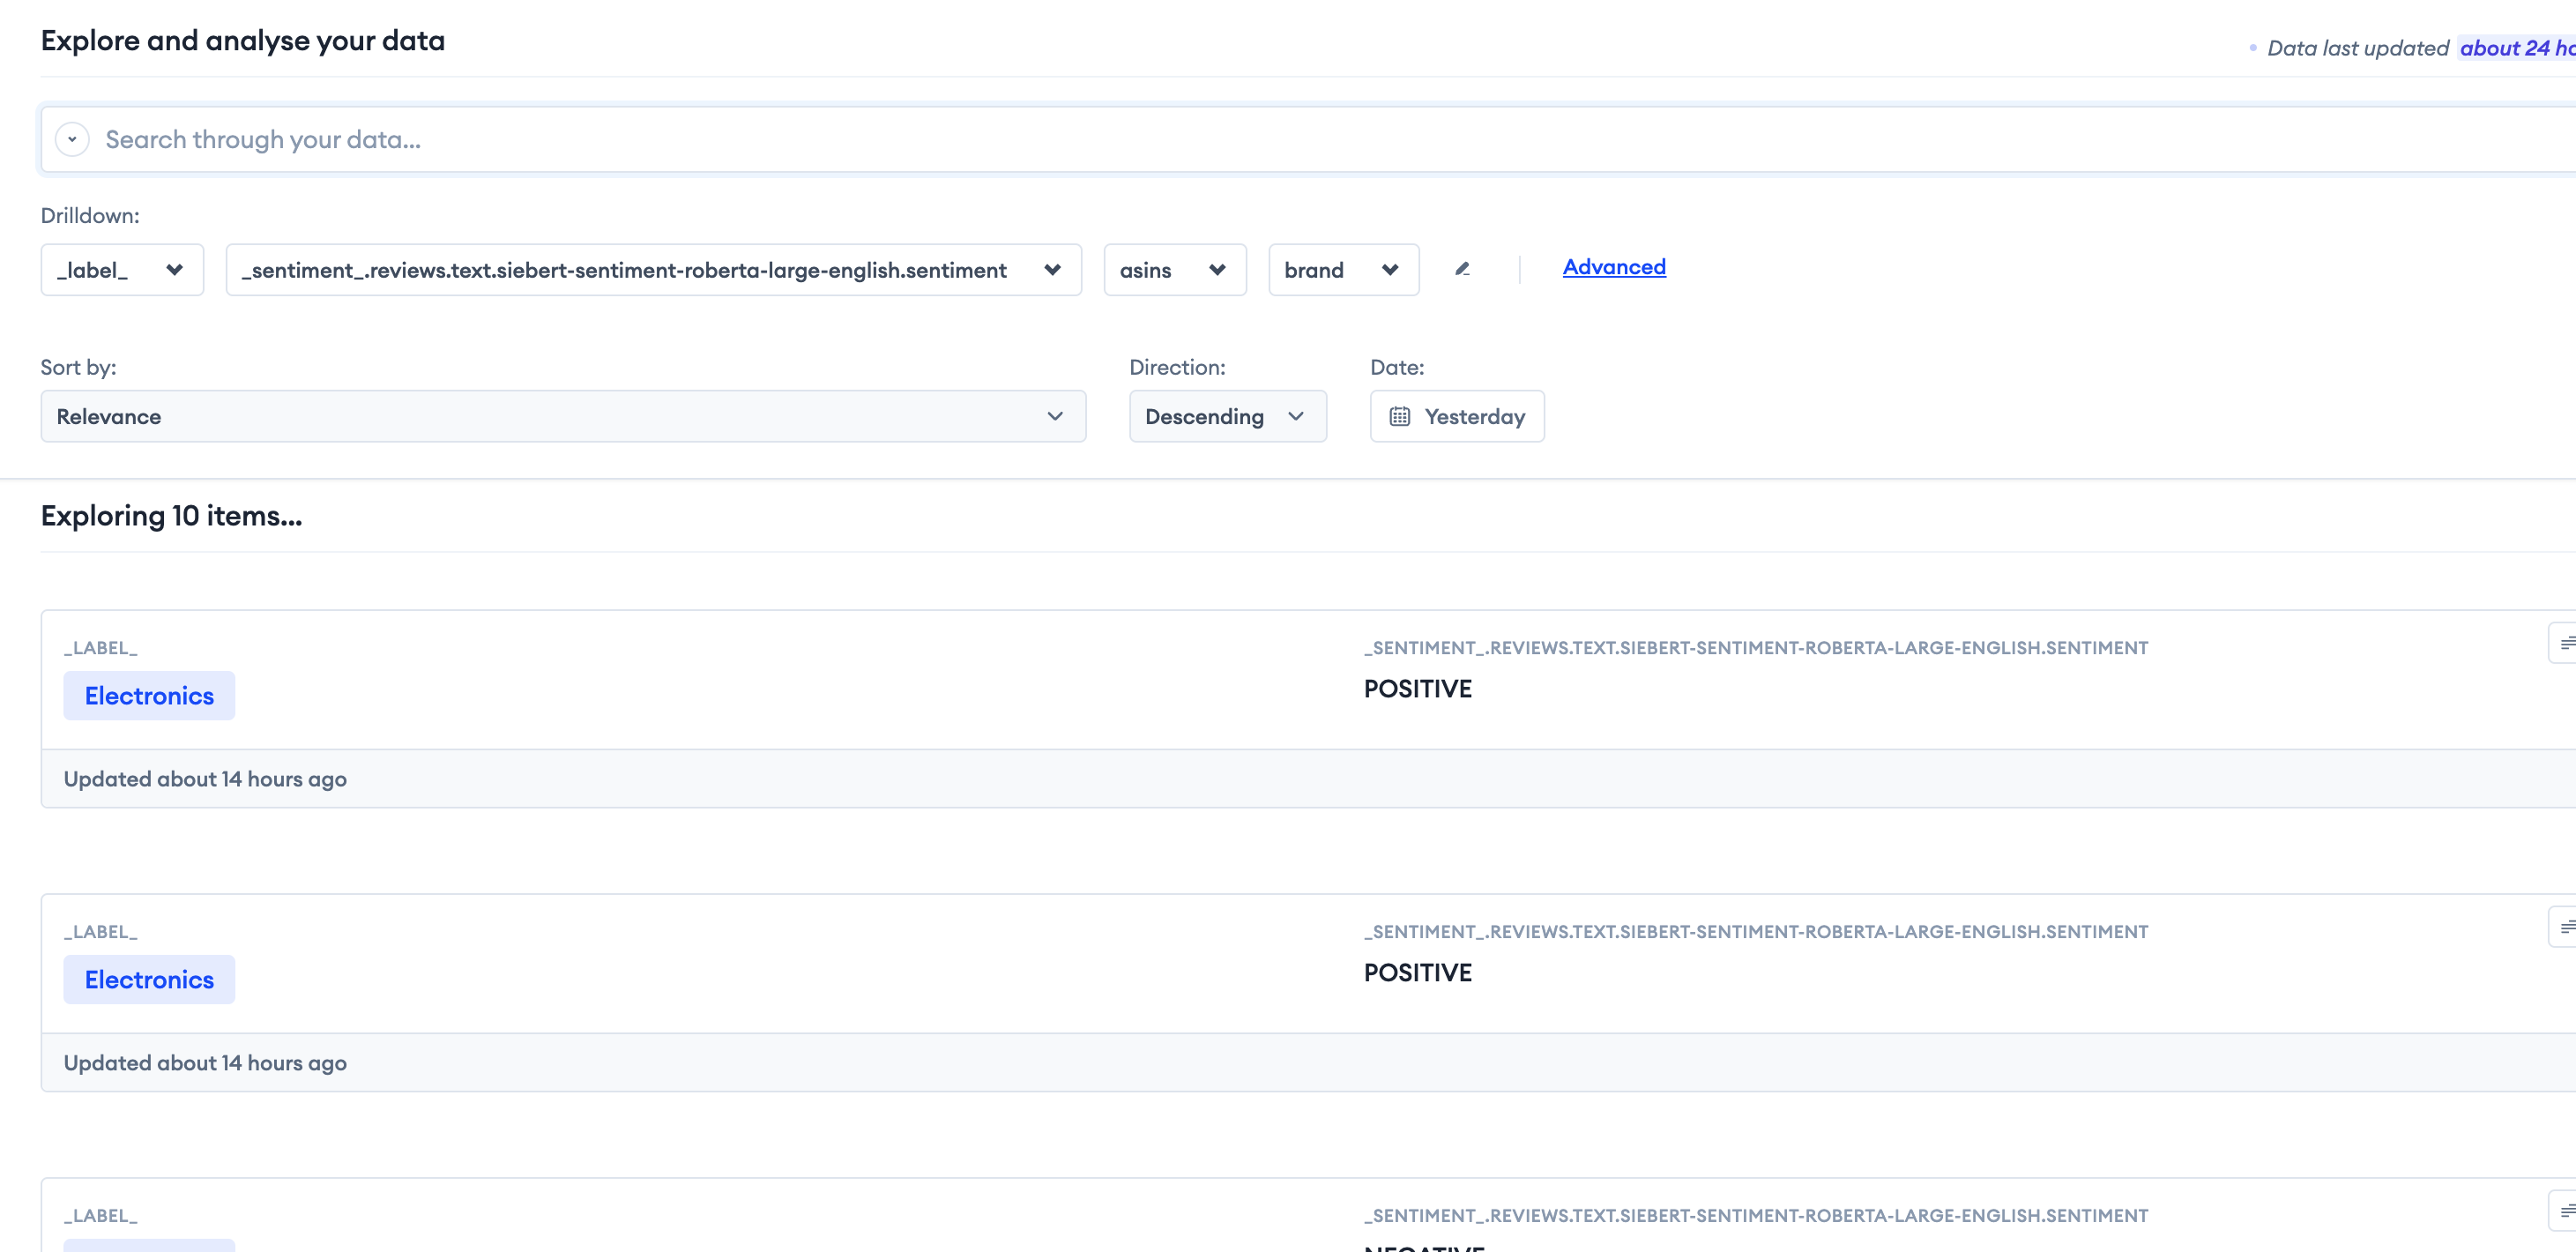 Explore and analyse your data
Data last updated about 24 
Search through your data...
Drilldown:
_label_ _sentiment_.reviews.text.siebert-sentiment-roberta-large-english.sentiment asins brand Advanced
Sort by: Direction: Date:
Relevance Descending Yesterday
Exploring 10 items...
_LABEL_ _SENTIMENT_.REVIEWS.TEXT.SIEBERT-SENTIMENT-ROBERTA-LARGE-ENGLISH.SENTIMENT
Electronics POSITIVE
Updated about 14 hours ago
_LABEL_ _SENTIMENT_.REVIEWS.TEXT.SIEBERT-SENTIMENT-ROBERTA-LARGE-ENGLISH.SENTIMENT
Electronics POSITIVE
Updated about 14 hours ago
_LABEL_ _SENTIMENT_.REVIEWS.TEXT.SIEBERT-SENTIMENT-ROBERTA-LARGE-ENGLISH.SENTIMENT